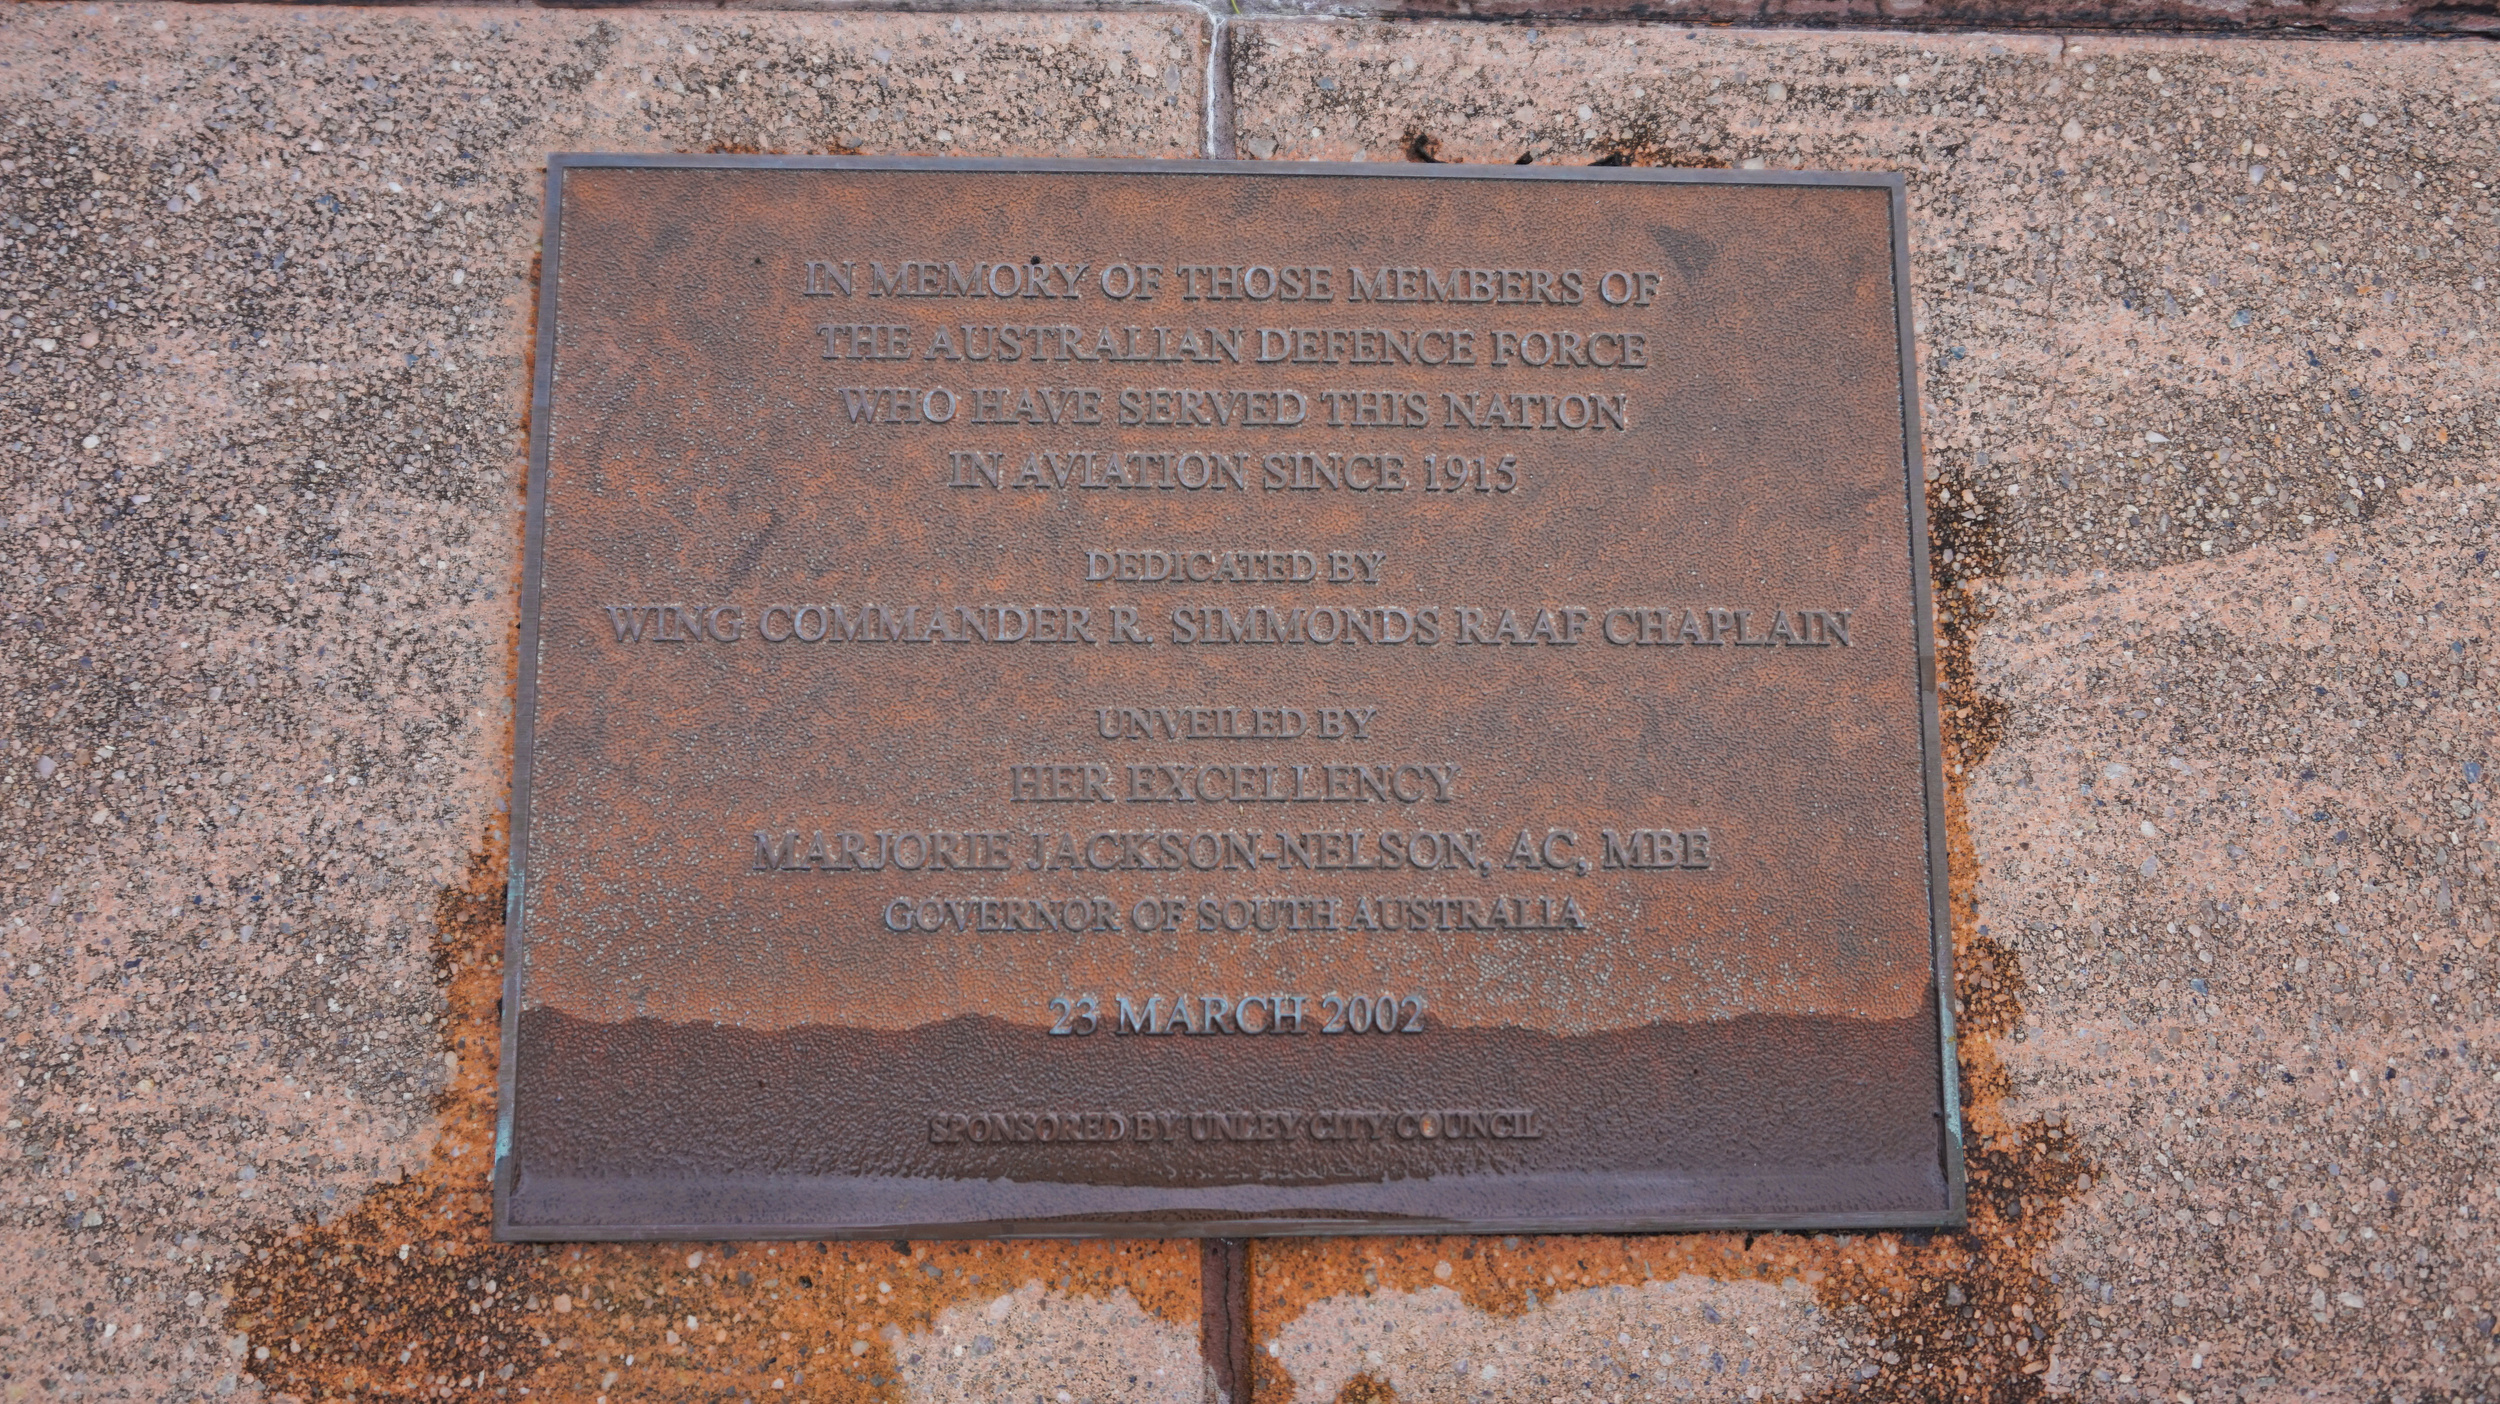 IN MEMORY OF THOSE MEMBERS OF
THE AUSTRALIAN DEFENCE FORCE
WHO HAVE SERVED THIS NATION
IN AVIATION SINCE 1915
DEDICATED BY
WING COMMANDER R. SIMMONDS RAAF CHAPLAIN
UNVEILED BY
HER EXCELLENCY
MARJORIE JACKSON-NELSON, AC, MBE
GOVERNOR OF SOUTH AUSTRALIA
23 MARCH 2002
SPONSORED BY UNLEY CITY COUNCIL